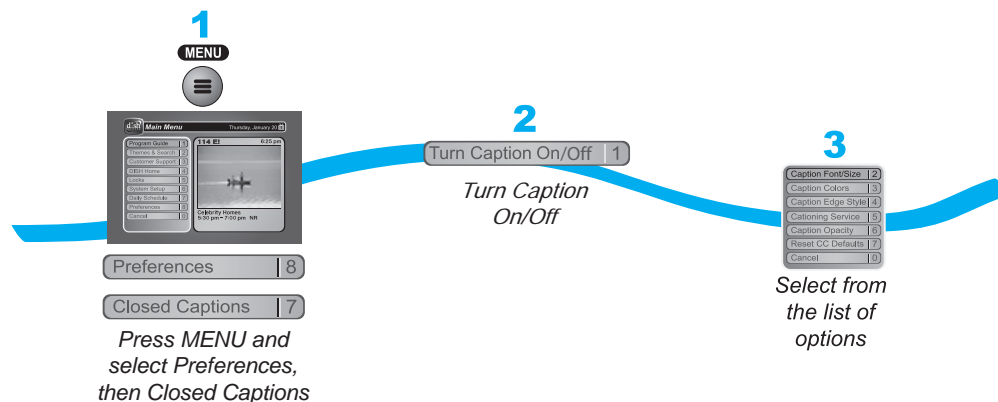 1
MENU
dish
Main Menu
Thursday, January 20
Program Guide 1
Themes & Search 2
Customer Support 3
DISH Home 4
Locks 5
System Setup 6
Daily Schedule 7
Preferences 8
Cancel 0
114
6:25 pm
Celebrity Homes
5:30 pm – 7:00 pm NR
Preferences 8
Closed Captions 7
Press MENU and
select Preferences,
then Closed Captions
2
Turn Caption On/Off 1
Turn Caption
On/Off
3
Caption Font/Size 2
Caption Colors 3
Caption Edge Style 4
Cationing Service 5
Caption Opacity 6
Reset CC Defaults 7
Cancel 0
Select from
the list of
options